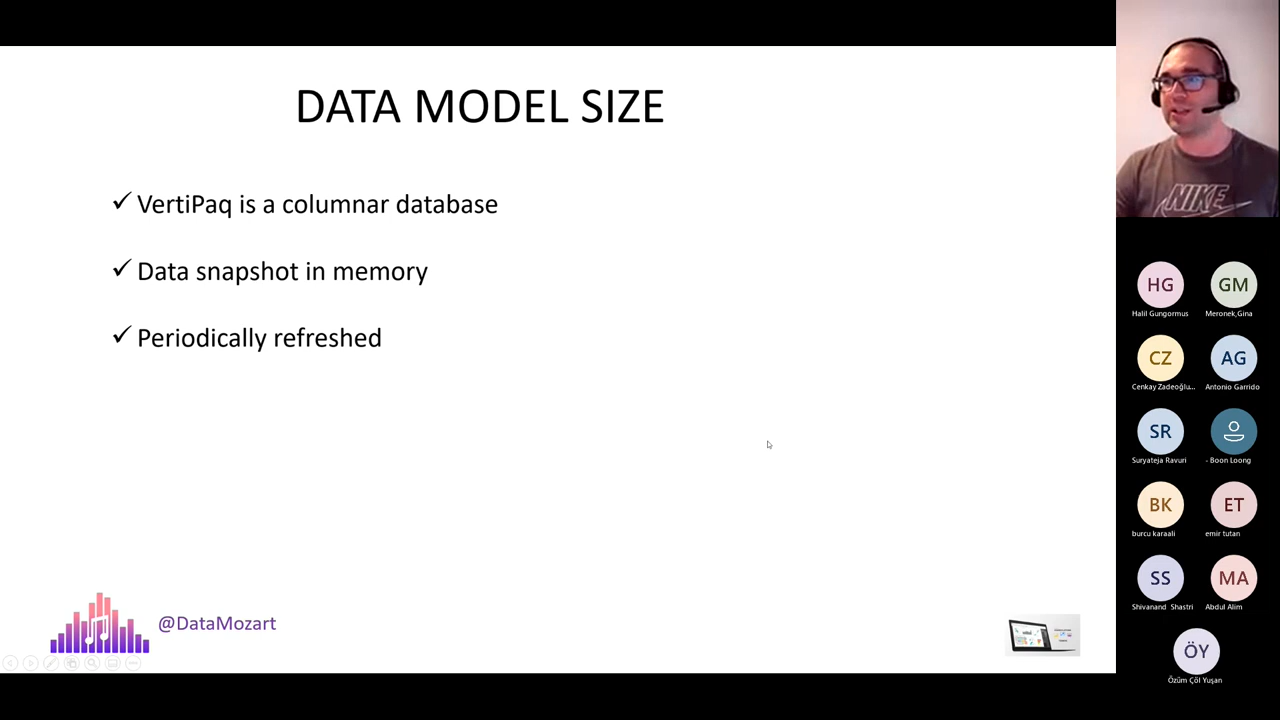 DATA MODEL SIZE
✓ VertiPaq is a columnar database
✓ Data snapshot in memory
✓ Periodically refreshed
@DataMozart
NIKE
HG
GM
Halil Gungormus
Meronek,Gina
CZ
AG
Cenkay Zadeoğlu...
Antonio Garrido
SR
Suryateja Ravuri
- Boon Loong
BK
ET
burcu karaali
emir tutan
SS
MA
Shivanand Shastri
Abdul Alim
ÖY
Özüm Çöl Yuşan